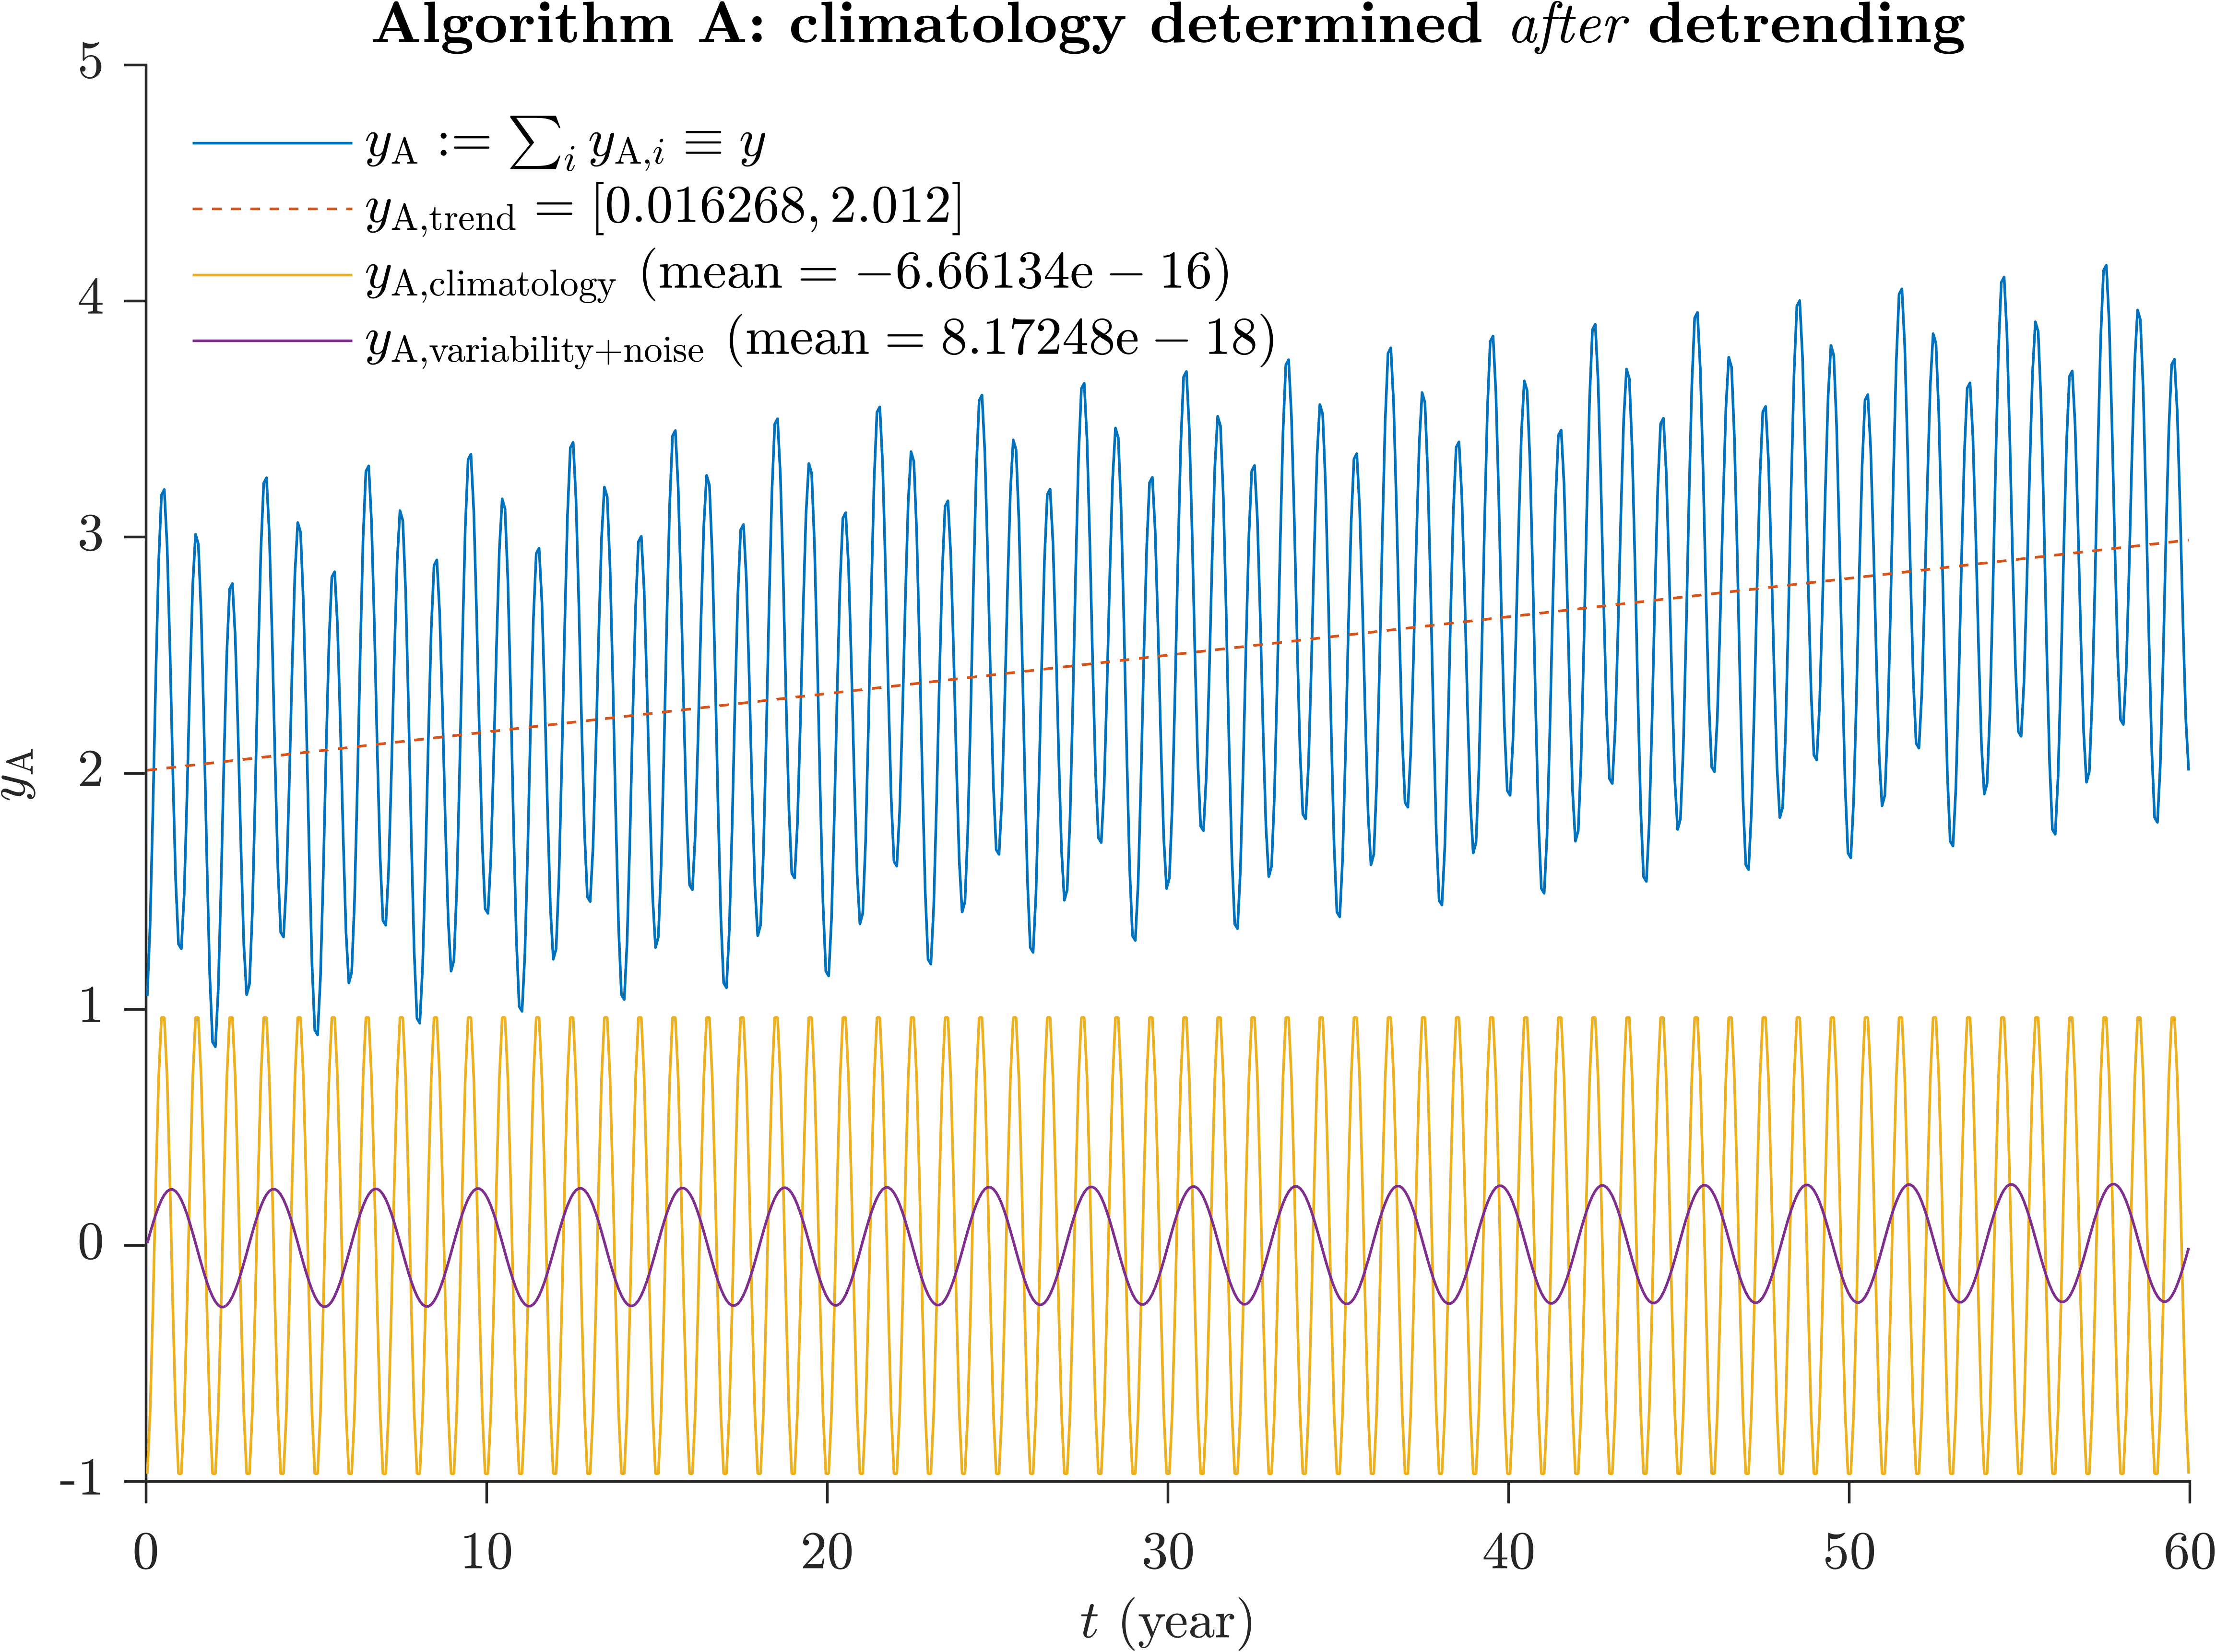 Algorithm A: climatology determined after detrending
5
4
3
2
1
0
-1
y_A
y_A := ∑_i y_A,i ≡ y
y_A,trend = [0.016268, 2.012]
y_A,climatology (mean = −6.66134e − 16)
y_A,variability+noise (mean = 8.17248e − 18)
0 10 20 30 40 50 60
t (year)